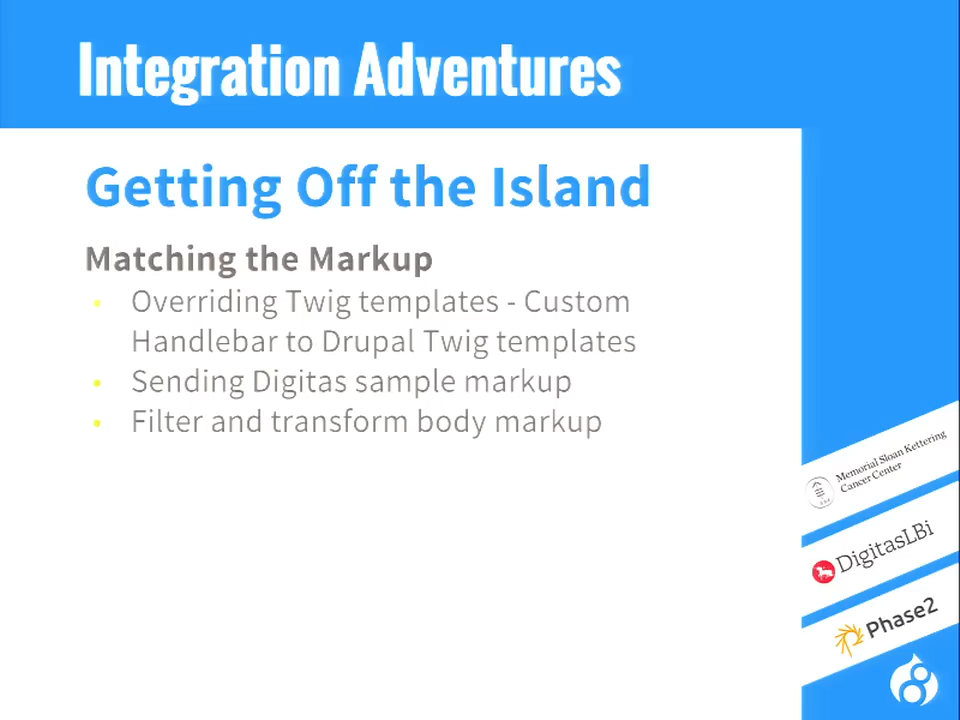 Integration Adventures
Getting Off the Island
Matching the Markup
Overriding Twig templates - Custom
Handlebar to Drupal Twig templates
Sending Digitas sample markup
Filter and transform body markup
Memorial Sloan Kettering
Cancer Center
DigitasLBi
Phase2